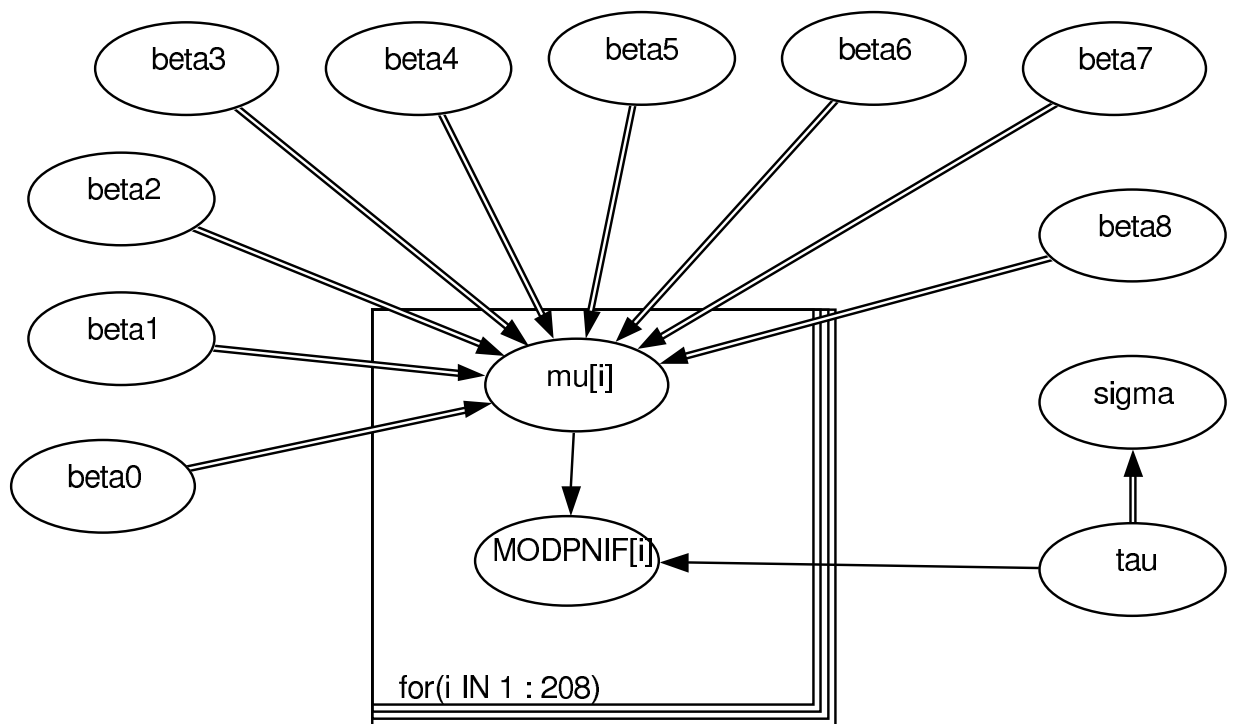 beta3
beta4
beta5
beta6
beta7
beta2
beta8
beta1
mu[i]
sigma
beta0
MODPNIF[i]
tau
for(i IN 1 : 208)